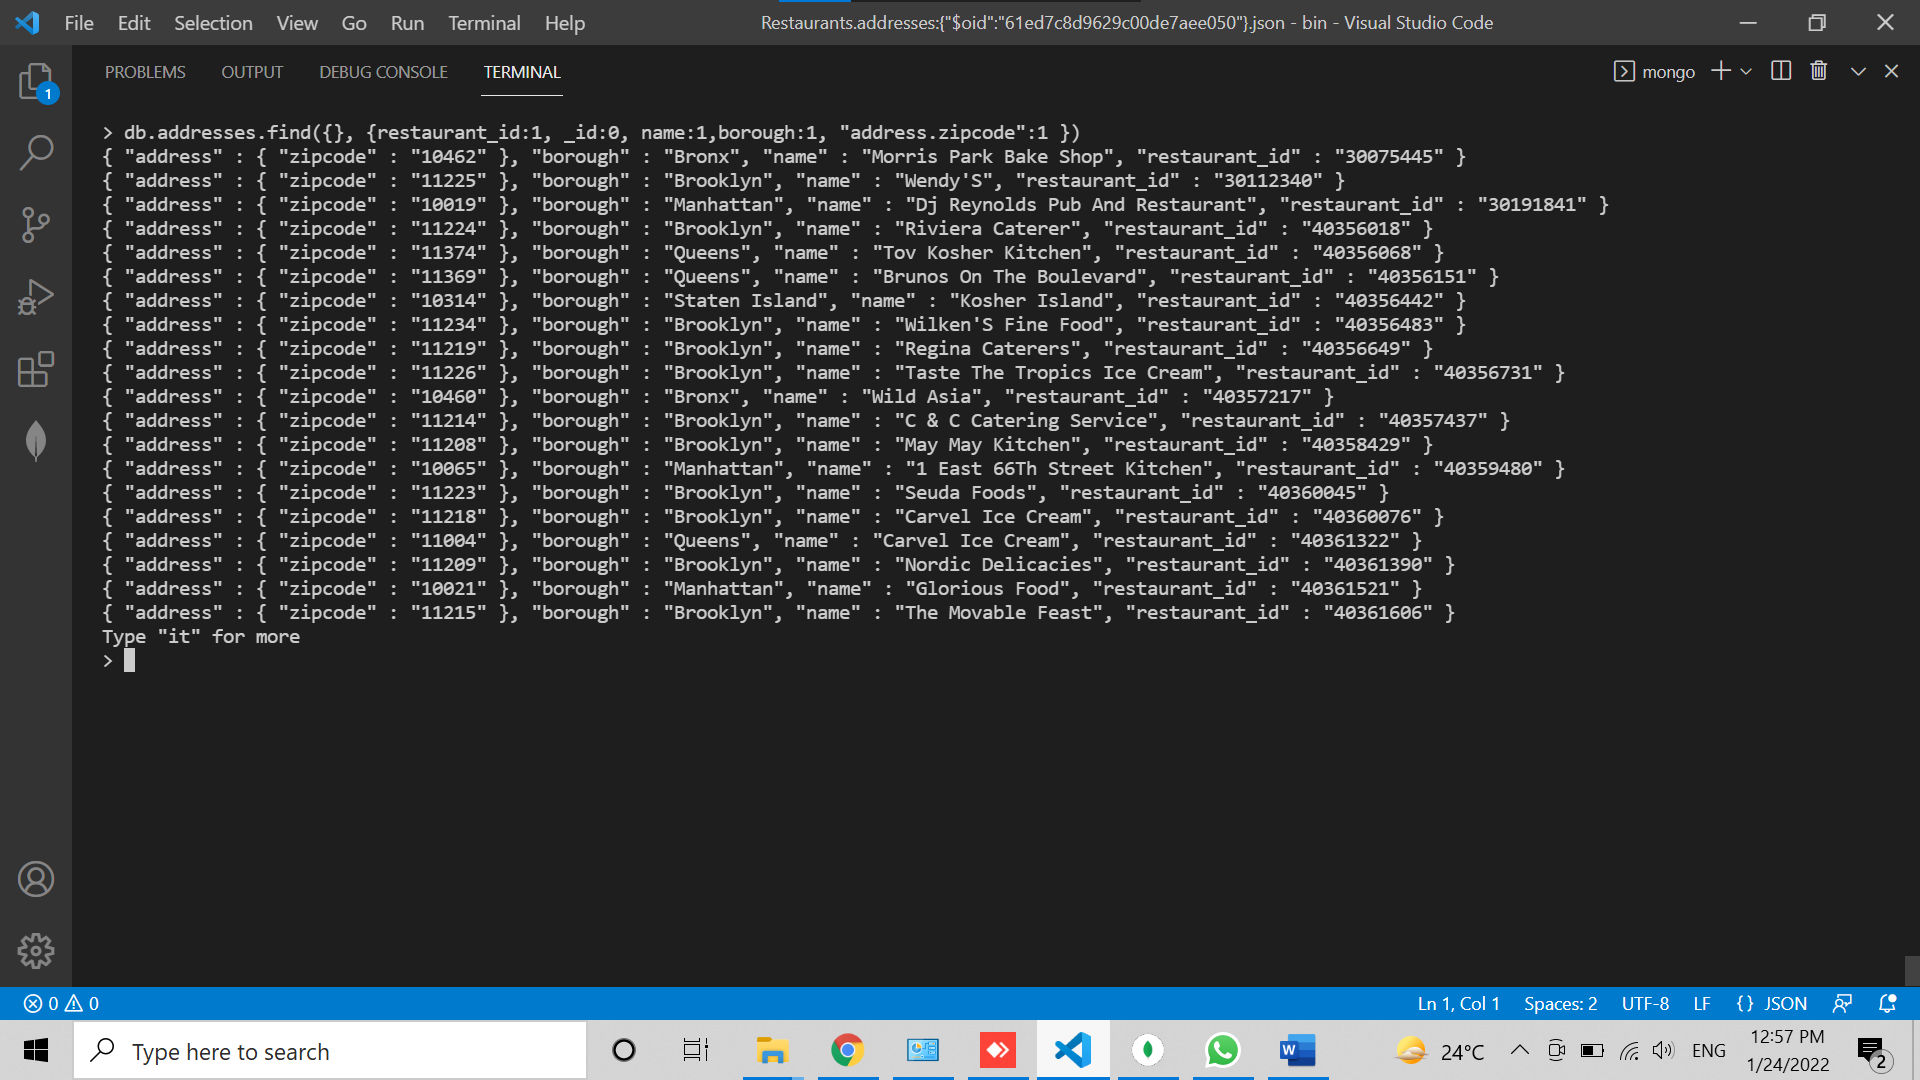 File Edit Selection View Go Run Terminal Help
Restaurants.addresses:{"$oid":"61ed7c8d9629c00de7aee050"}.json - bin - Visual Studio Code
PROBLEMS OUTPUT DEBUG CONSOLE TERMINAL
mongo
1
> db.addresses.find({}, {restaurant_id:1, _id:0, name:1,borough:1, "address.zipcode":1 })
{ "address" : { "zipcode" : "10462" }, "borough" : "Bronx", "name" : "Morris Park Bake Shop", "restaurant_id" : "30075445" }
{ "address" : { "zipcode" : "11225" }, "borough" : "Brooklyn", "name" : "Wendy'S", "restaurant_id" : "30112340" }
{ "address" : { "zipcode" : "10019" }, "borough" : "Manhattan", "name" : "Dj Reynolds Pub And Restaurant", "restaurant_id" : "30191841" }
{ "address" : { "zipcode" : "11224" }, "borough" : "Brooklyn", "name" : "Riviera Caterer", "restaurant_id" : "40356018" }
{ "address" : { "zipcode" : "11374" }, "borough" : "Queens", "name" : "Tov Kosher Kitchen", "restaurant_id" : "40356068" }
{ "address" : { "zipcode" : "11369" }, "borough" : "Queens", "name" : "Brunos On The Boulevard", "restaurant_id" : "40356151" }
{ "address" : { "zipcode" : "10314" }, "borough" : "Staten Island", "name" : "Kosher Island", "restaurant_id" : "40356442" }
{ "address" : { "zipcode" : "11234" }, "borough" : "Brooklyn", "name" : "Wilken'S Fine Food", "restaurant_id" : "40356483" }
{ "address" : { "zipcode" : "11219" }, "borough" : "Brooklyn", "name" : "Regina Caterers", "restaurant_id" : "40356649" }
{ "address" : { "zipcode" : "11226" }, "borough" : "Brooklyn", "name" : "Taste The Tropics Ice Cream", "restaurant_id" : "40356731" }
{ "address" : { "zipcode" : "10460" }, "borough" : "Bronx", "name" : "Wild Asia", "restaurant_id" : "40357217" }
{ "address" : { "zipcode" : "11214" }, "borough" : "Brooklyn", "name" : "C & C Catering Service", "restaurant_id" : "40357437" }
{ "address" : { "zipcode" : "11208" }, "borough" : "Brooklyn", "name" : "May May Kitchen", "restaurant_id" : "40358429" }
{ "address" : { "zipcode" : "10065" }, "borough" : "Manhattan", "name" : "1 East 66Th Street Kitchen", "restaurant_id" : "40359480" }
{ "address" : { "zipcode" : "11223" }, "borough" : "Brooklyn", "name" : "Seuda Foods", "restaurant_id" : "40360045" }
{ "address" : { "zipcode" : "11218" }, "borough" : "Brooklyn", "name" : "Carvel Ice Cream", "restaurant_id" : "40360076" }
{ "address" : { "zipcode" : "11004" }, "borough" : "Queens", "name" : "Carvel Ice Cream", "restaurant_id" : "40361322" }
{ "address" : { "zipcode" : "11209" }, "borough" : "Brooklyn", "name" : "Nordic Delicacies", "restaurant_id" : "40361390" }
{ "address" : { "zipcode" : "10021" }, "borough" : "Manhattan", "name" : "Glorious Food", "restaurant_id" : "40361521" }
{ "address" : { "zipcode" : "11215" }, "borough" : "Brooklyn", "name" : "The Movable Feast", "restaurant_id" : "40361606" }
Type "it" for more
>
0 0
Ln 1, Col 1 Spaces: 2 UTF-8 LF {} JSON
Type here to search
W
24°C
ENG
12:57 PM
1/24/2022
2